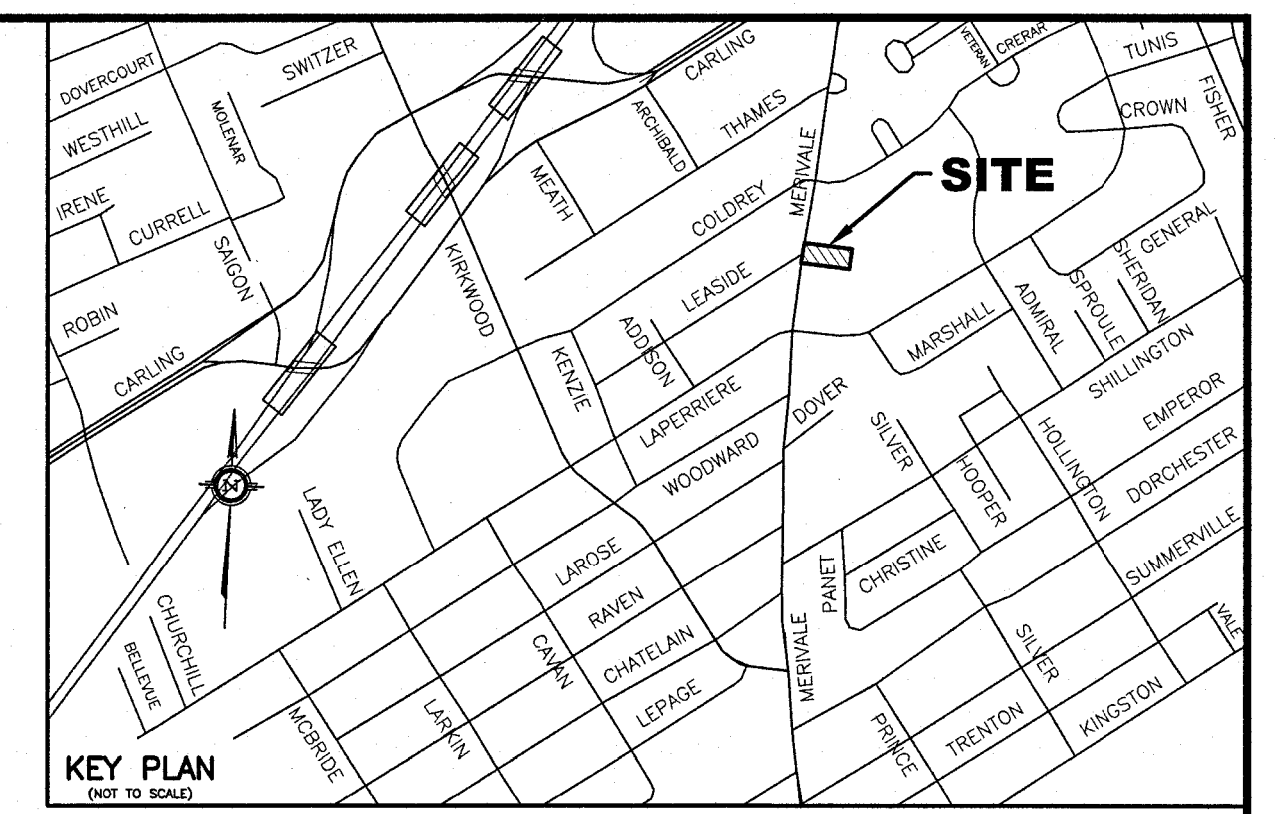 DOVERCOURT
SWITZER
CARLING
VETERAN
CRERAR
TUNIS
FISHER
WESTHILL
MOLENAR
ARCHIBALD
THAMES
CROWN
IRENE
CURRELL
MEATH
COLDREY
MERIVALE
SITE
SAIGON
KIRKWOOD
LEASIDE
GENERAL
SHERIDAN
SPROULE
ADMIRAL
ROBIN
CARLING
ADDISON
KENZIE
MARSHALL
SHILLINGTON
LAPERRIERE
DOVER
EMPEROR
WOODWARD
SILVER
HOOPER
HOLLINGTON
DORCHESTER
N
LADY ELLEN
LAROSE
CHRISTINE
SUMMERVILLE
PANET
CHURCHILL
BELLEVUE
RAVEN
CAVAN
CHATELAIN
MERIVALE
SILVER
VALE
LEPAGE
MCBRIDE
LARKIN
PRINCE
TRENTON
KINGSTON
KEY PLAN
(NOT TO SCALE)